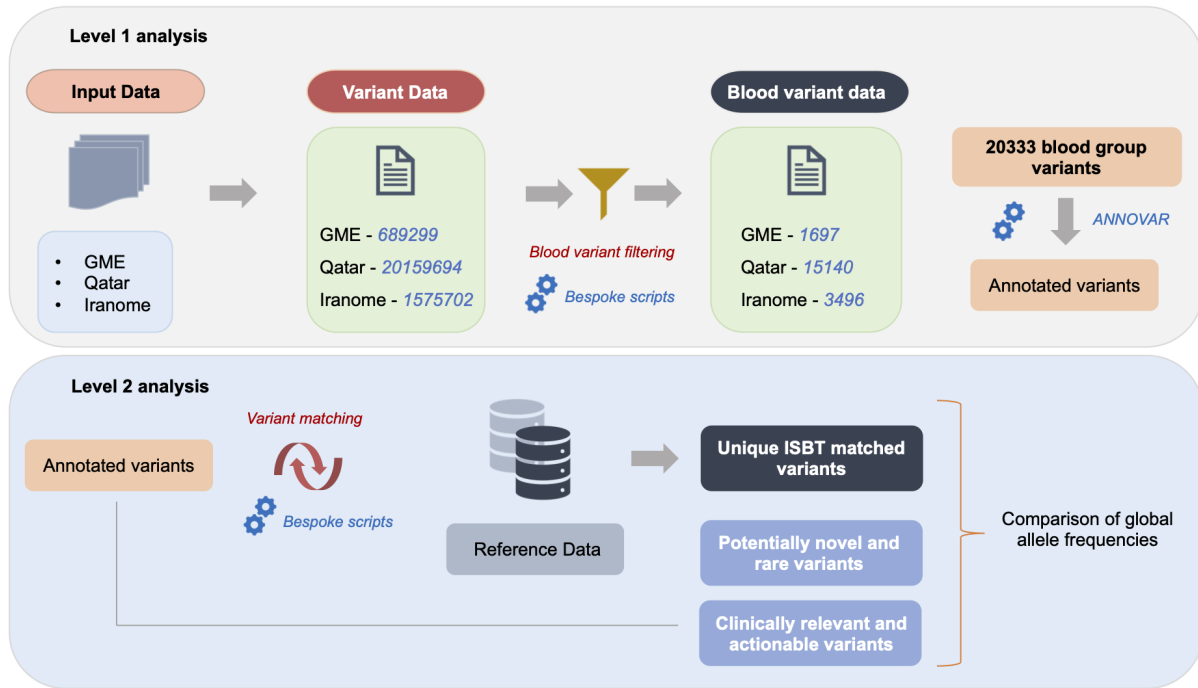 Level 1 analysis
Input Data
• GME
• Qatar
• Iranome
Variant Data
GME - 689299
Qatar - 20159694
Iranome - 1575702
Blood variant filtering
Bespoke scripts
Blood variant data
GME - 1697
Qatar - 15140
Iranome - 3496
20333 blood group
variants
ANNOVAR
Annotated variants
Level 2 analysis
Annotated variants
Variant matching
Bespoke scripts
Reference Data
Unique ISBT matched
variants
Potentially novel and
rare variants
Clinically relevant and
actionable variants
Comparison of global
allele frequencies